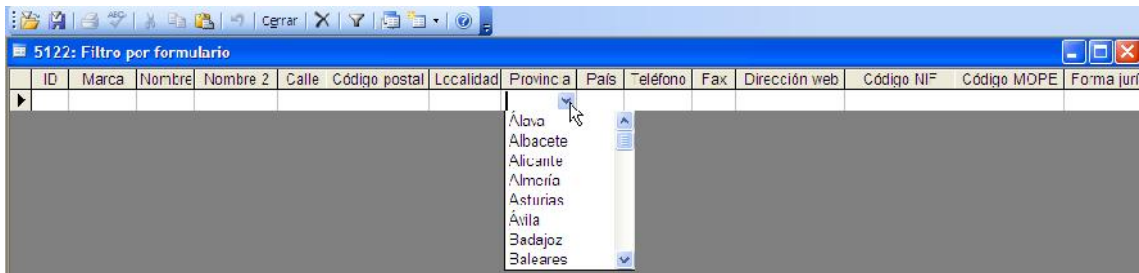 Cerrar
5122: Filtro por formulario
ID Marca Nombre Nombre 2 Calle Código postal Localidad Provincia País Teléfono Fax Dirección web Código NIF Código MOPE Forma jurí
Álava
Albacete
Alicante
Almería
Asturias
Ávila
Badajoz
Baleares